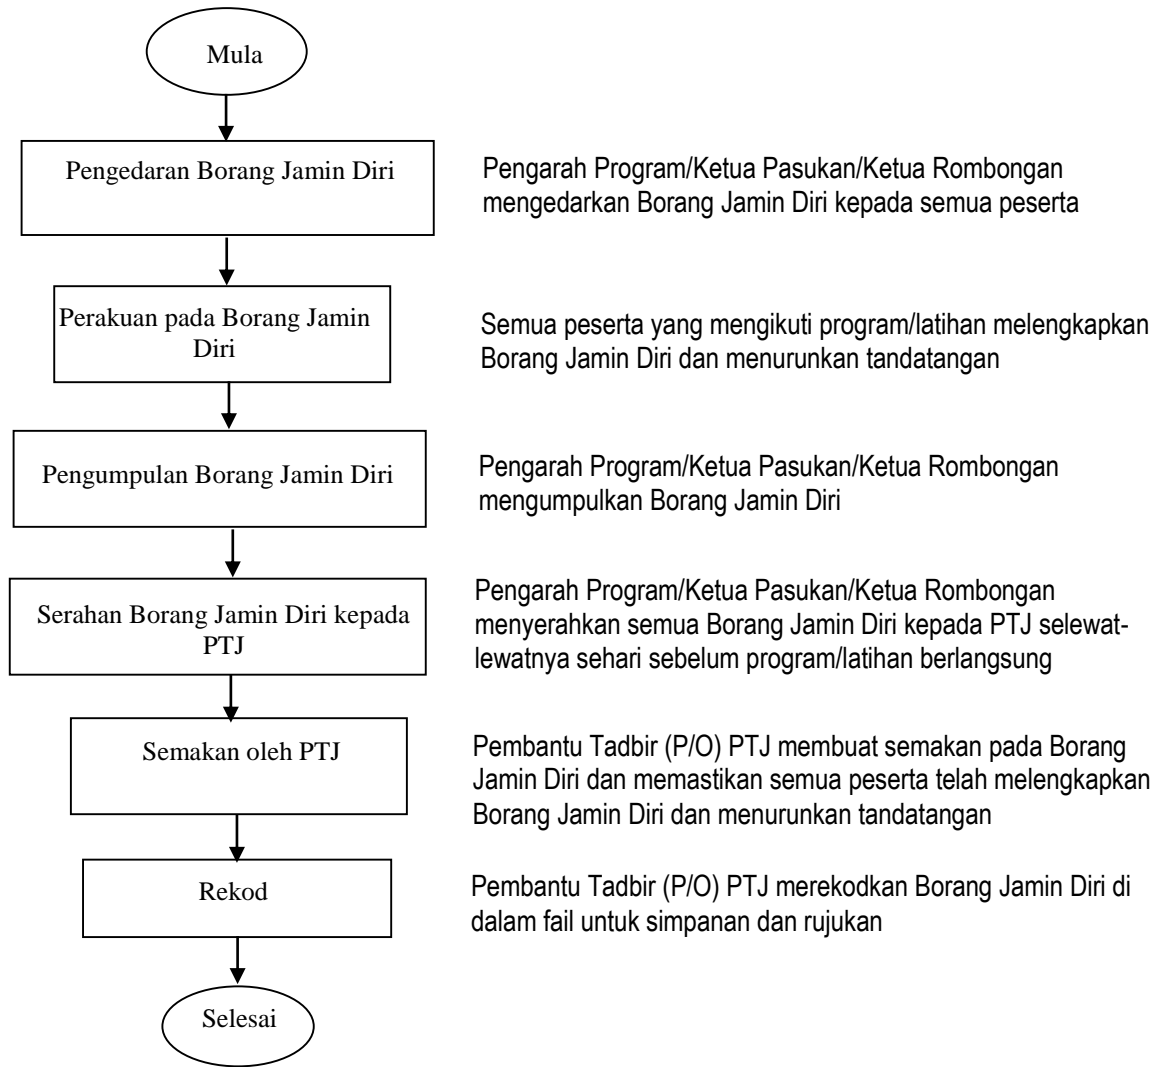 Mula
Pengedaran Borang Jamin Diri
Pengarah Program/Ketua Pasukan/Ketua Rombongan
mengedarkan Borang Jamin Diri kepada semua peserta
Perakuan pada Borang Jamin
Diri
Semua peserta yang mengikuti program/latihan melengkapkan
Borang Jamin Diri dan menurunkan tandatangan
Pengumpulan Borang Jamin Diri
Pengarah Program/Ketua Pasukan/Ketua Rombongan
mengumpulkan Borang Jamin Diri
Serahan Borang Jamin Diri kepada
PTJ
Pengarah Program/Ketua Pasukan/Ketua Rombongan
menyerahkan semua Borang Jamin Diri kepada PTJ selewat-
lewatnya sehari sebelum program/latihan berlangsung
Semakan oleh PTJ
Pembantu Tadbir (P/O) PTJ membuat semakan pada Borang
Jamin Diri dan memastikan semua peserta telah melengkapkan
Borang Jamin Diri dan menurunkan tandatangan
Rekod
Pembantu Tadbir (P/O) PTJ merekodkan Borang Jamin Diri di
dalam fail untuk simpanan dan rujukan
Selesai